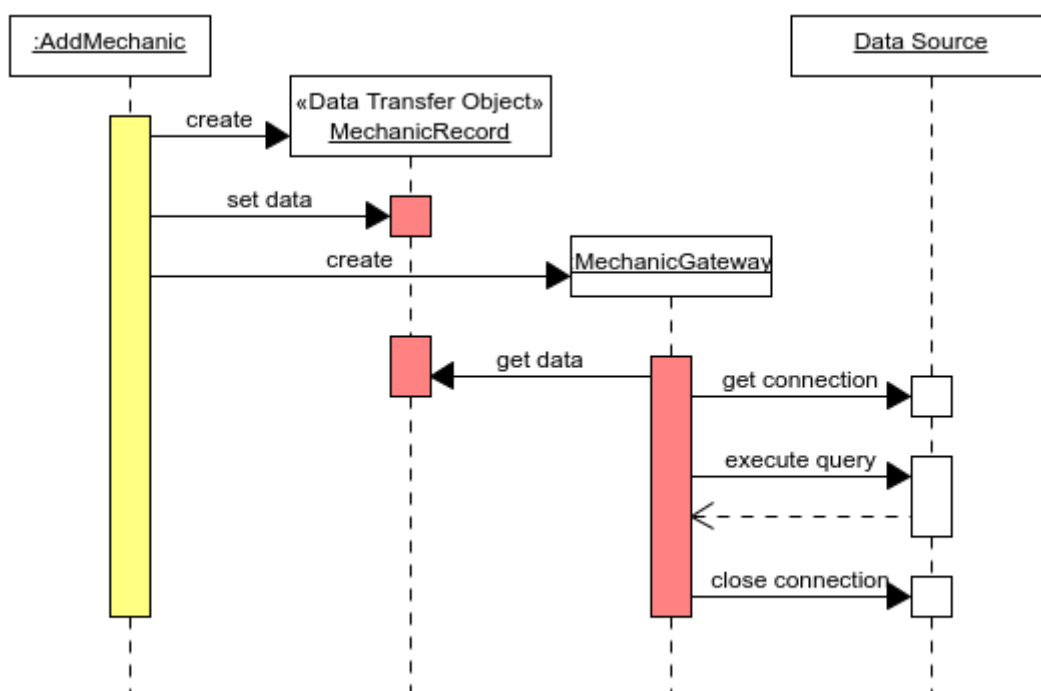 :AddMechanic
Data Source
«Data Transfer Object»
MechanicRecord
create
set data
create
:MechanicGateway
get data
get connection
execute query
close connection